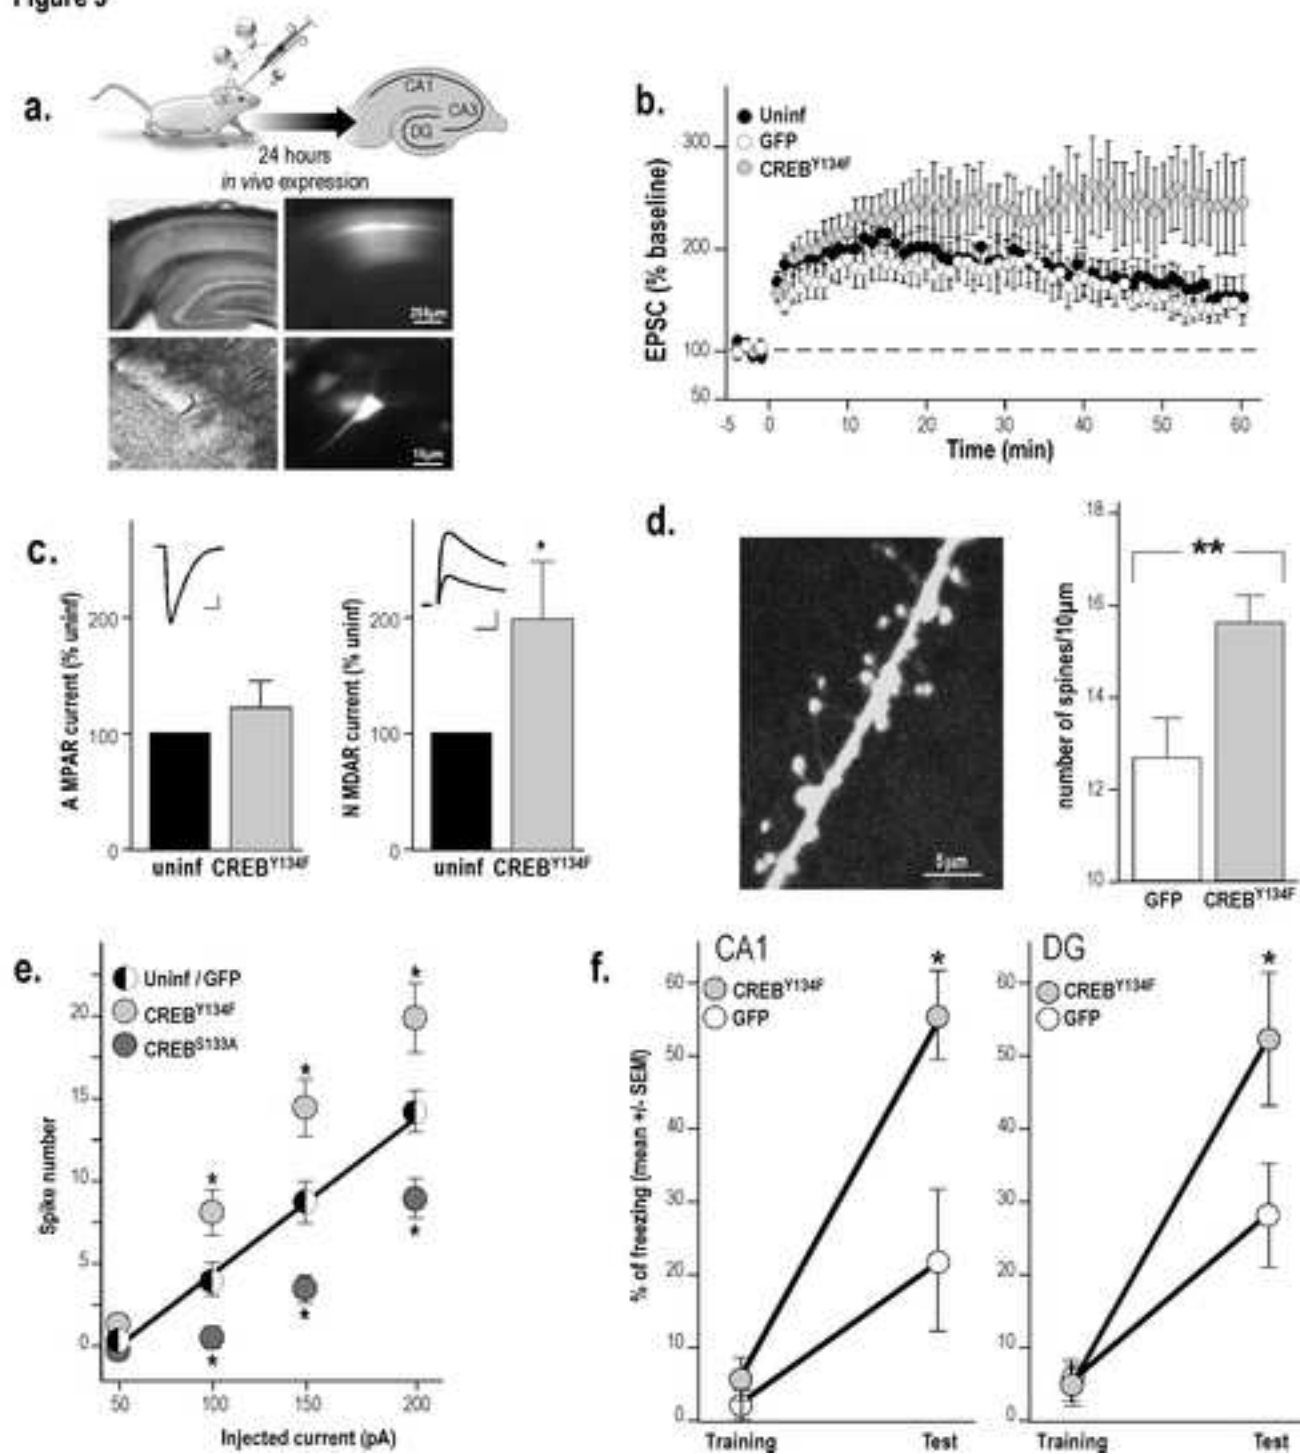 a.
CA1
CA3
DG
24 hours
in vivo expression
250µm
10µm
b.
Uninf
GFP
CREBY134F
EPSC (% baseline)
300
200
100
50
-5 0 10 20 30 40 50 60
Time (min)
c.
A MPAR current (% uninf)
200
100
0
uninf CREBY134F
N MDAR current (% uninf)
200
100
0
*
uninf CREBY134F
d.
5µm
number of spines/10µm
18
16
14
12
10
**
GFP CREBY134F
e.
Uninf / GFP
CREBY134F
CREBS133A
Spike number
20
15
10
5
0
* * *
* * *
50 100 150 200
Injected current (pA)
f.
CA1
CREBY134F
GFP
% of freezing (mean +/- SEM)
60
50
40
30
20
10
0
*
Training Test
DG
CREBY134F
GFP
60
50
40
30
20
10
0
*
Training Test